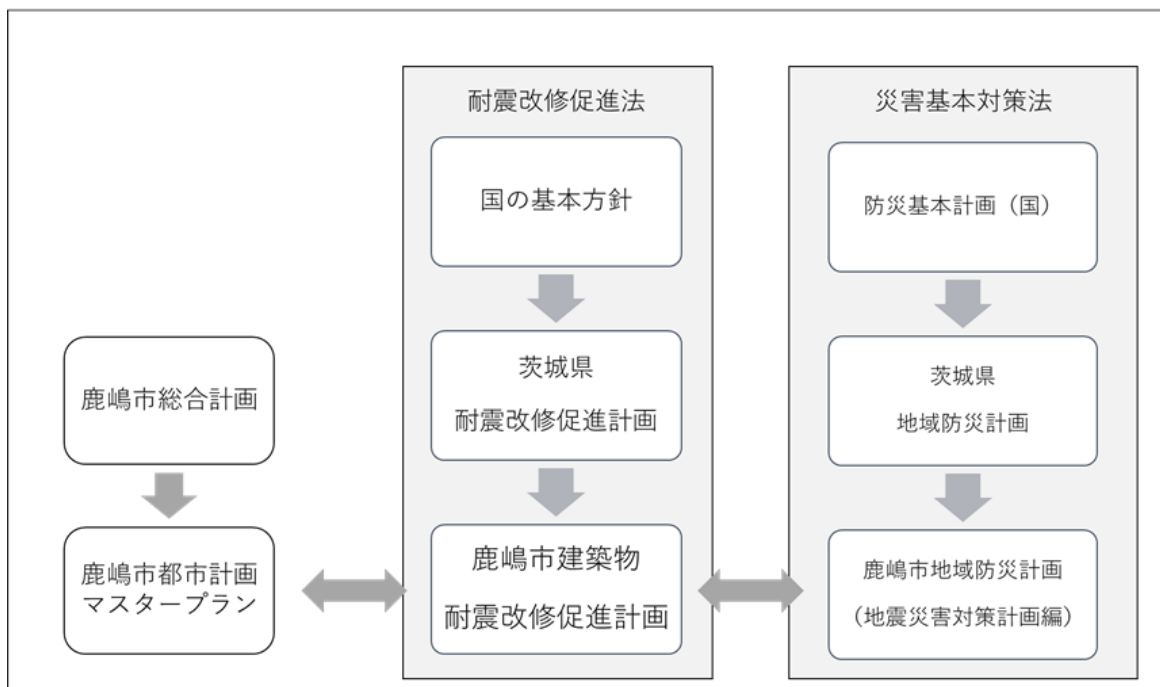 耐震改修促進法
国の基本方針
茨城県
耐震改修促進計画
鹿嶋市建築物
耐震改修促進計画
災害基本対策法
防災基本計画（国）
茨城県
地域防災計画
鹿嶋市地域防災計画
（地震災害対策計画編）
鹿嶋市総合計画
鹿嶋市都市計画
マスタープラン